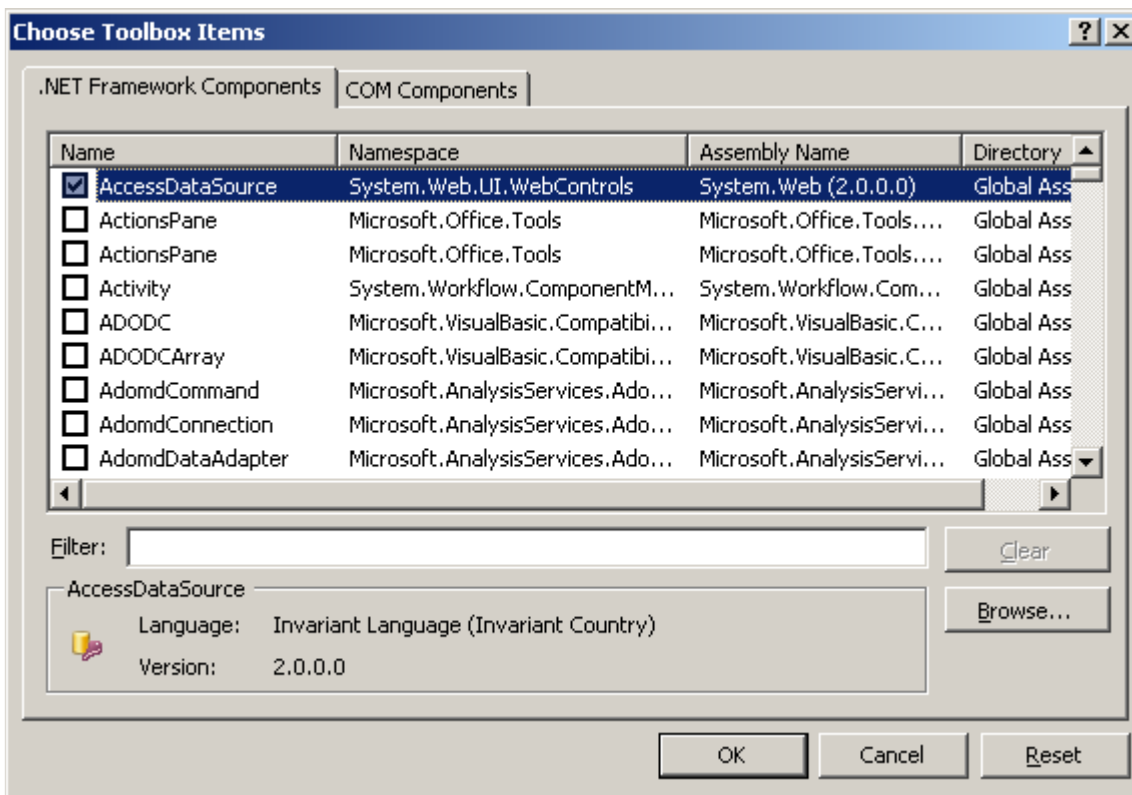 Choose Toolbox Items
.NET Framework Components COM Components
Name Namespace Assembly Name Directory
AccessDataSource System.Web.UI.WebControls System.Web (2.0.0.0) Global Ass
ActionsPane Microsoft.Office.Tools Microsoft.Office.Tools.... Global Ass
ActionsPane Microsoft.Office.Tools Microsoft.Office.Tools.... Global Ass
Activity System.Workflow.ComponentM... System.Workflow.Com... Global Ass
ADODC Microsoft.VisualBasic.Compatibi... Microsoft.VisualBasic.C... Global Ass
ADODCArray Microsoft.VisualBasic.Compatibi... Microsoft.VisualBasic.C... Global Ass
AdomdCommand Microsoft.AnalysisServices.Ado... Microsoft.AnalysisServi... Global Ass
AdomdConnection Microsoft.AnalysisServices.Ado... Microsoft.AnalysisServi... Global Ass
AdomdDataAdapter Microsoft.AnalysisServices.Ado... Microsoft.AnalysisServi... Global Ass
Filter: Clear
AccessDataSource
Browse...
Language: Invariant Language (Invariant Country)
Version: 2.0.0.0
OK Cancel Reset